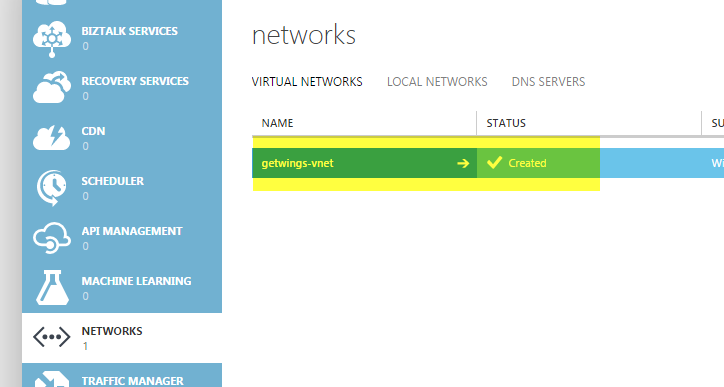 BIZTALK SERVICES
0
RECOVERY SERVICES
0
CDN
0
SCHEDULER
0
API MANAGEMENT
0
MACHINE LEARNING
0
NETWORKS
1
TRAFFIC MANAGER
networks
VIRTUAL NETWORKS LOCAL NETWORKS DNS SERVERS
NAME STATUS SU
getwings-vnet Created Wi